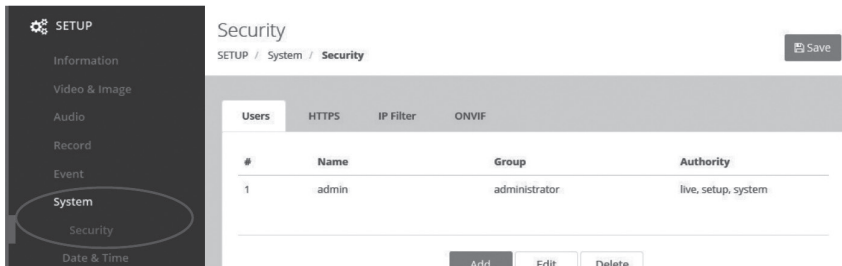 SETUP
Information
Video & Image
Audio
Record
Event
System
Security
Date & Time
Security
SETUP / System / Security
Save
Users HTTPS IP Filter ONVIF
# Name Group Authority
1 admin administrator live, setup, system
Add Edit Delete